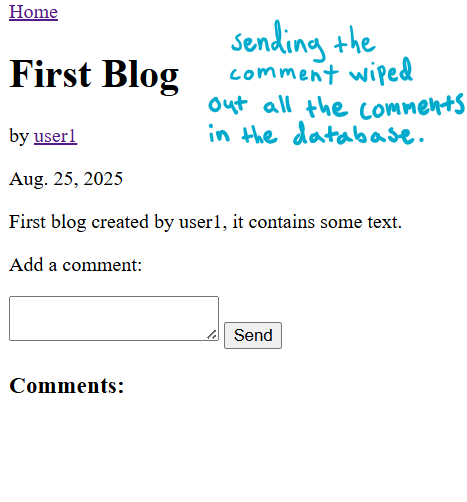 Home
sending the
comment wiped
First Blog
out all the comments
in the database.
by user1
Aug. 25, 2025
First blog created by user1, it contains some text.
Add a comment:
Send
Comments: